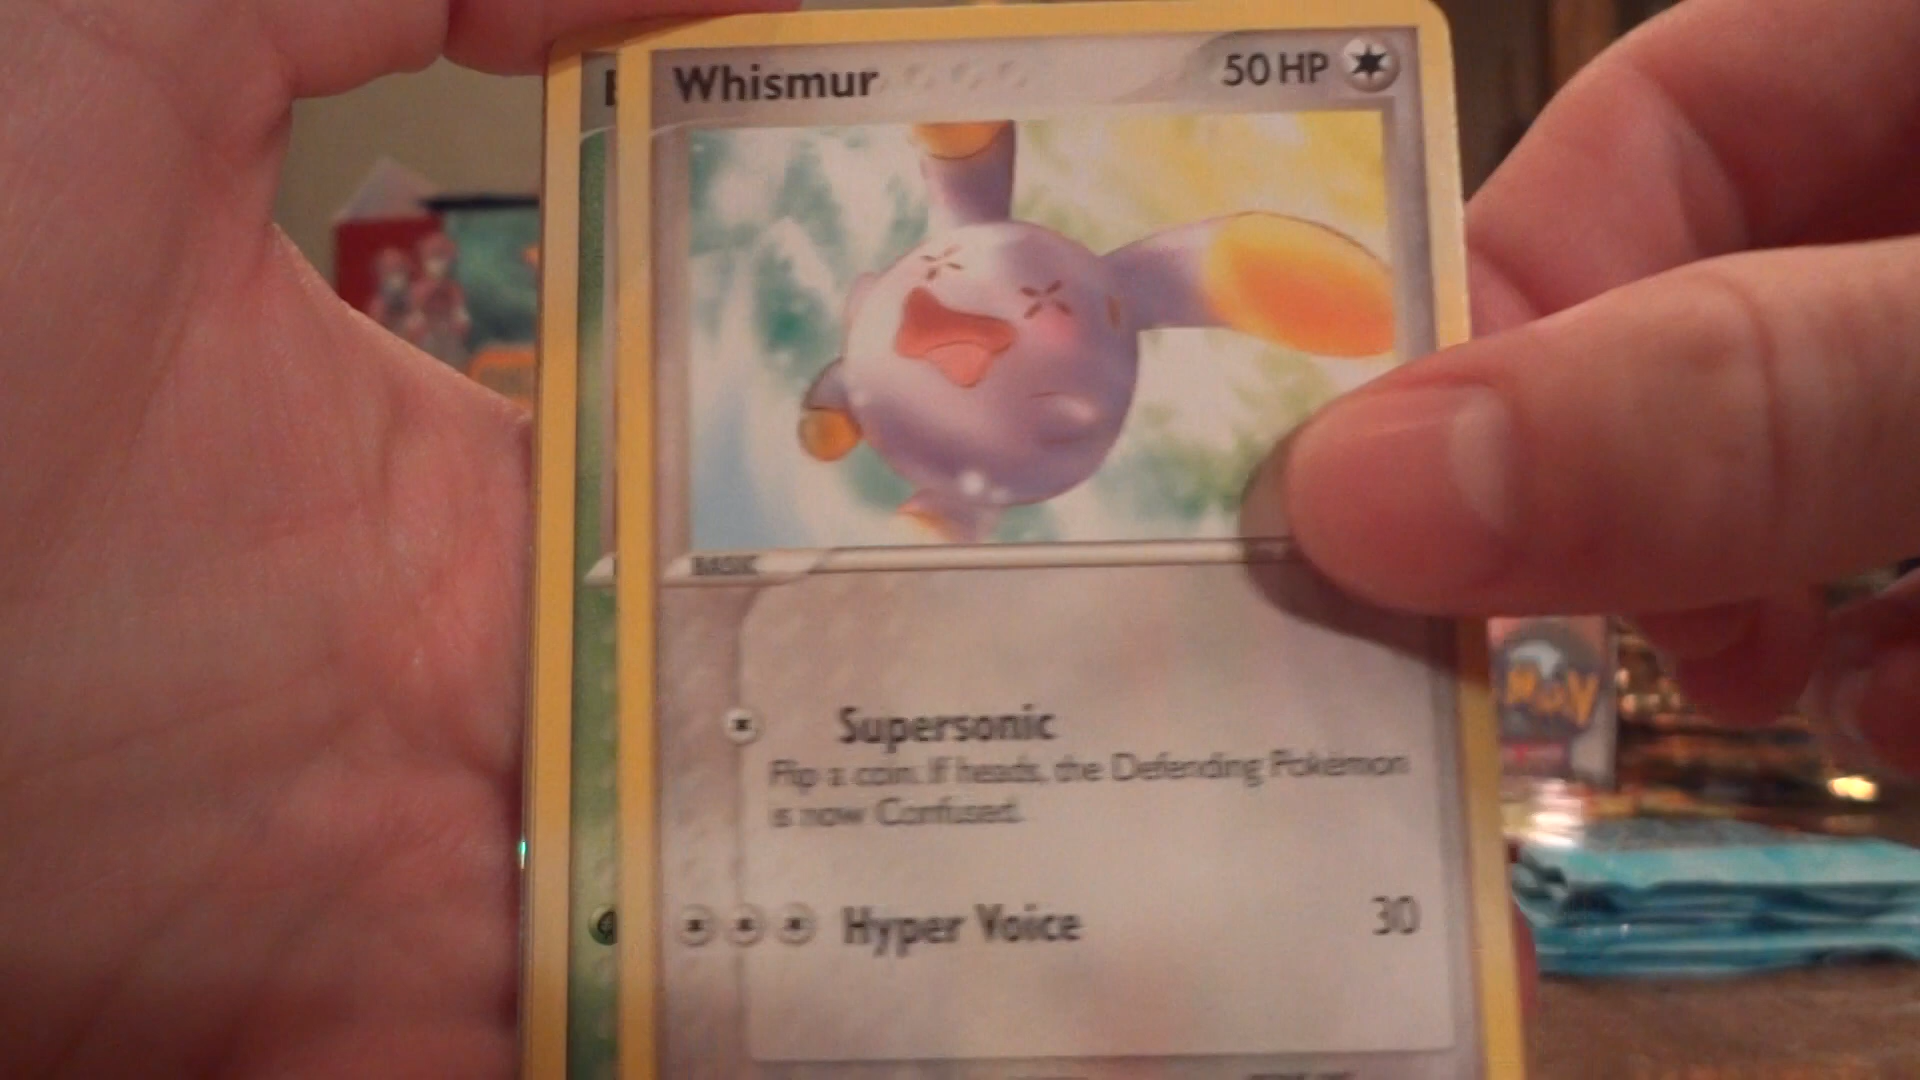 Whismur 50 HP
BASIC
Supersonic
Flip a coin. If heads, the Defending Pokémon
is now Confused.
Hyper Voice 30